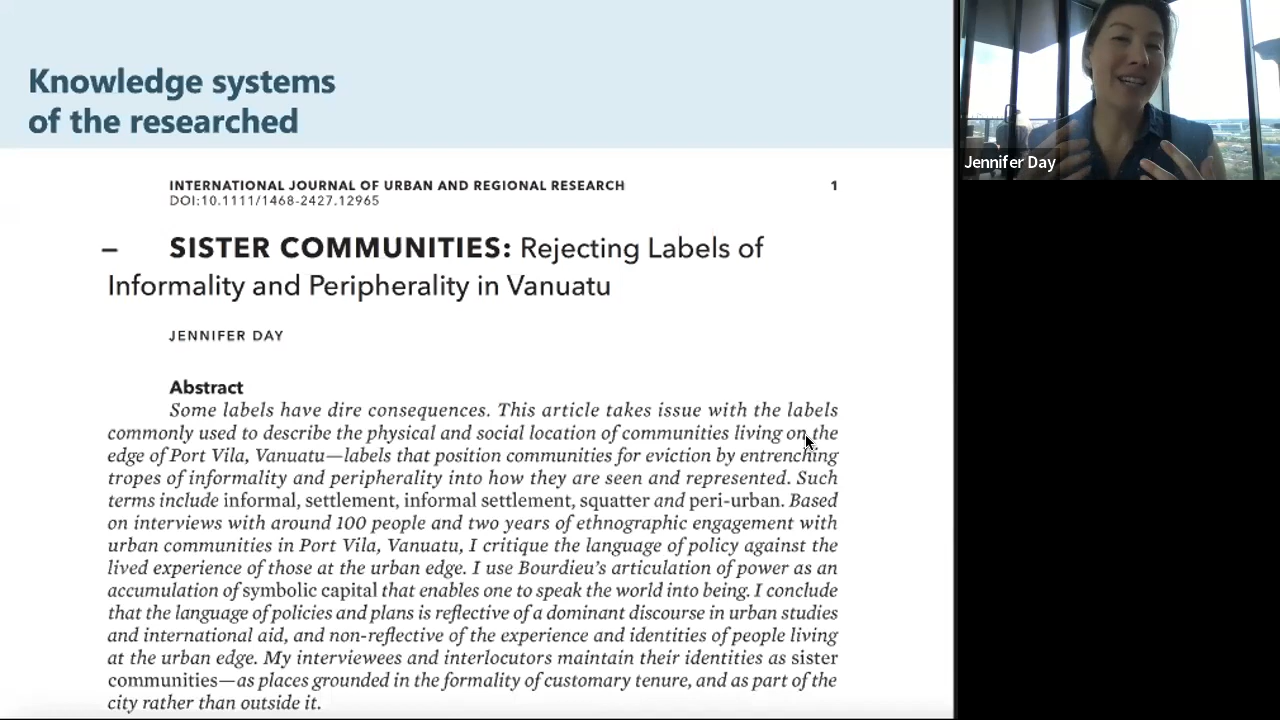 Knowledge systems
of the researched
Jennifer Day
INTERNATIONAL JOURNAL OF URBAN AND REGIONAL RESEARCH 1
DOI:10.1111/1468-2427.12965
— SISTER COMMUNITIES: Rejecting Labels of
Informality and Peripherality in Vanuatu
JENNIFER DAY
Abstract
Some labels have dire consequences. This article takes issue with the labels
commonly used to describe the physical and social location of communities living on the
edge of Port Vila, Vanuatu—labels that position communities for eviction by entrenching
tropes of informality and peripherality into how they are seen and represented. Such
terms include informal, settlement, informal settlement, squatter and peri-urban. Based
on interviews with around 100 people and two years of ethnographic engagement with
urban communities in Port Vila, Vanuatu, I critique the language of policy against the
lived experience of those at the urban edge. I use Bourdieu’s articulation of power as an
accumulation of symbolic capital that enables one to speak the world into being. I conclude
that the language of policies and plans is reflective of a dominant discourse in urban studies
and international aid, and non-reflective of the experience and identities of people living
at the urban edge. My interviewees and interlocutors maintain their identities as sister
communities—as places grounded in the formality of customary tenure, and as part of the
city rather than outside it.